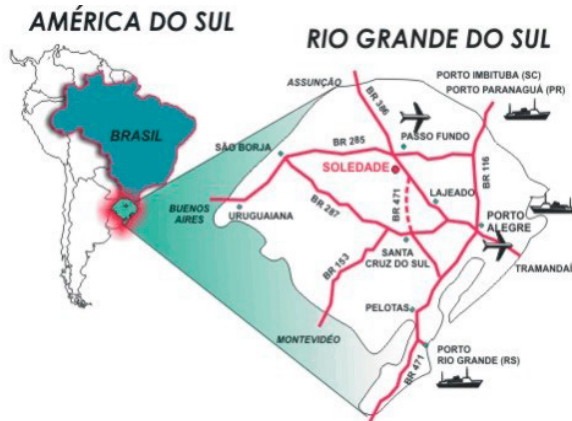 AMÉRICA DO SUL
BRASIL
RIO GRANDE DO SUL
ASSUNÇÃO
PORTO IMBITUBA (SC)
PORTO PARANAGUÁ (PR)
BR 386
PASSO FUNDO
BR 285
SÃO BORJA
SOLEDADE
BR 116
LAJEADO
BR 471
BUENOS
AIRES
URUGUAIANA
BR 287
PORTO
ALEGRE
SANTA
CRUZ DO SUL
TRAMANDAÍ
BR 153
PELOTAS
MONTEVIDÉO
PORTO
RIO GRANDE (RS)
BR 471